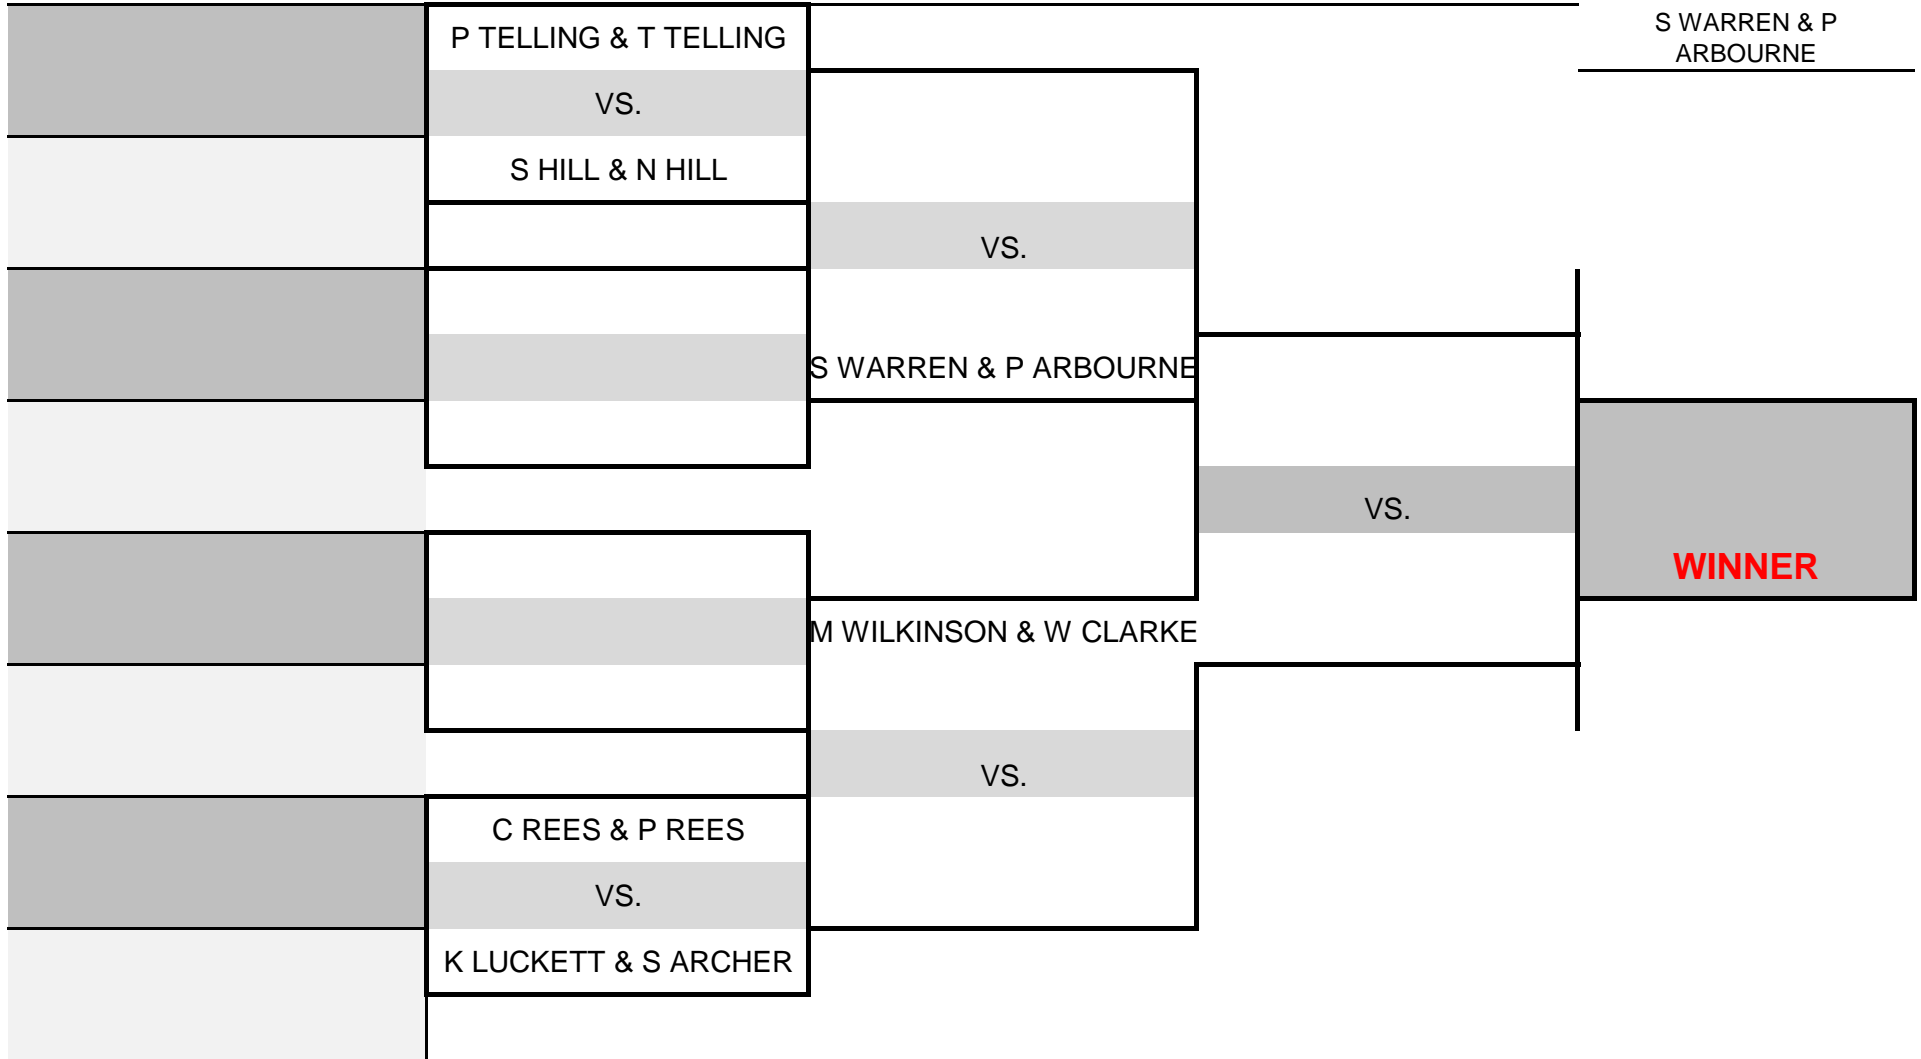 P TELLING & T TELLING
VS.
S HILL & N HILL
S WARREN & P
ARBOURNE
VS.
S WARREN & P ARBOURNE
VS.
WINNER
M WILKINSON & W CLARKE
VS.
C REES & P REES
VS.
K LUCKETT & S ARCHER